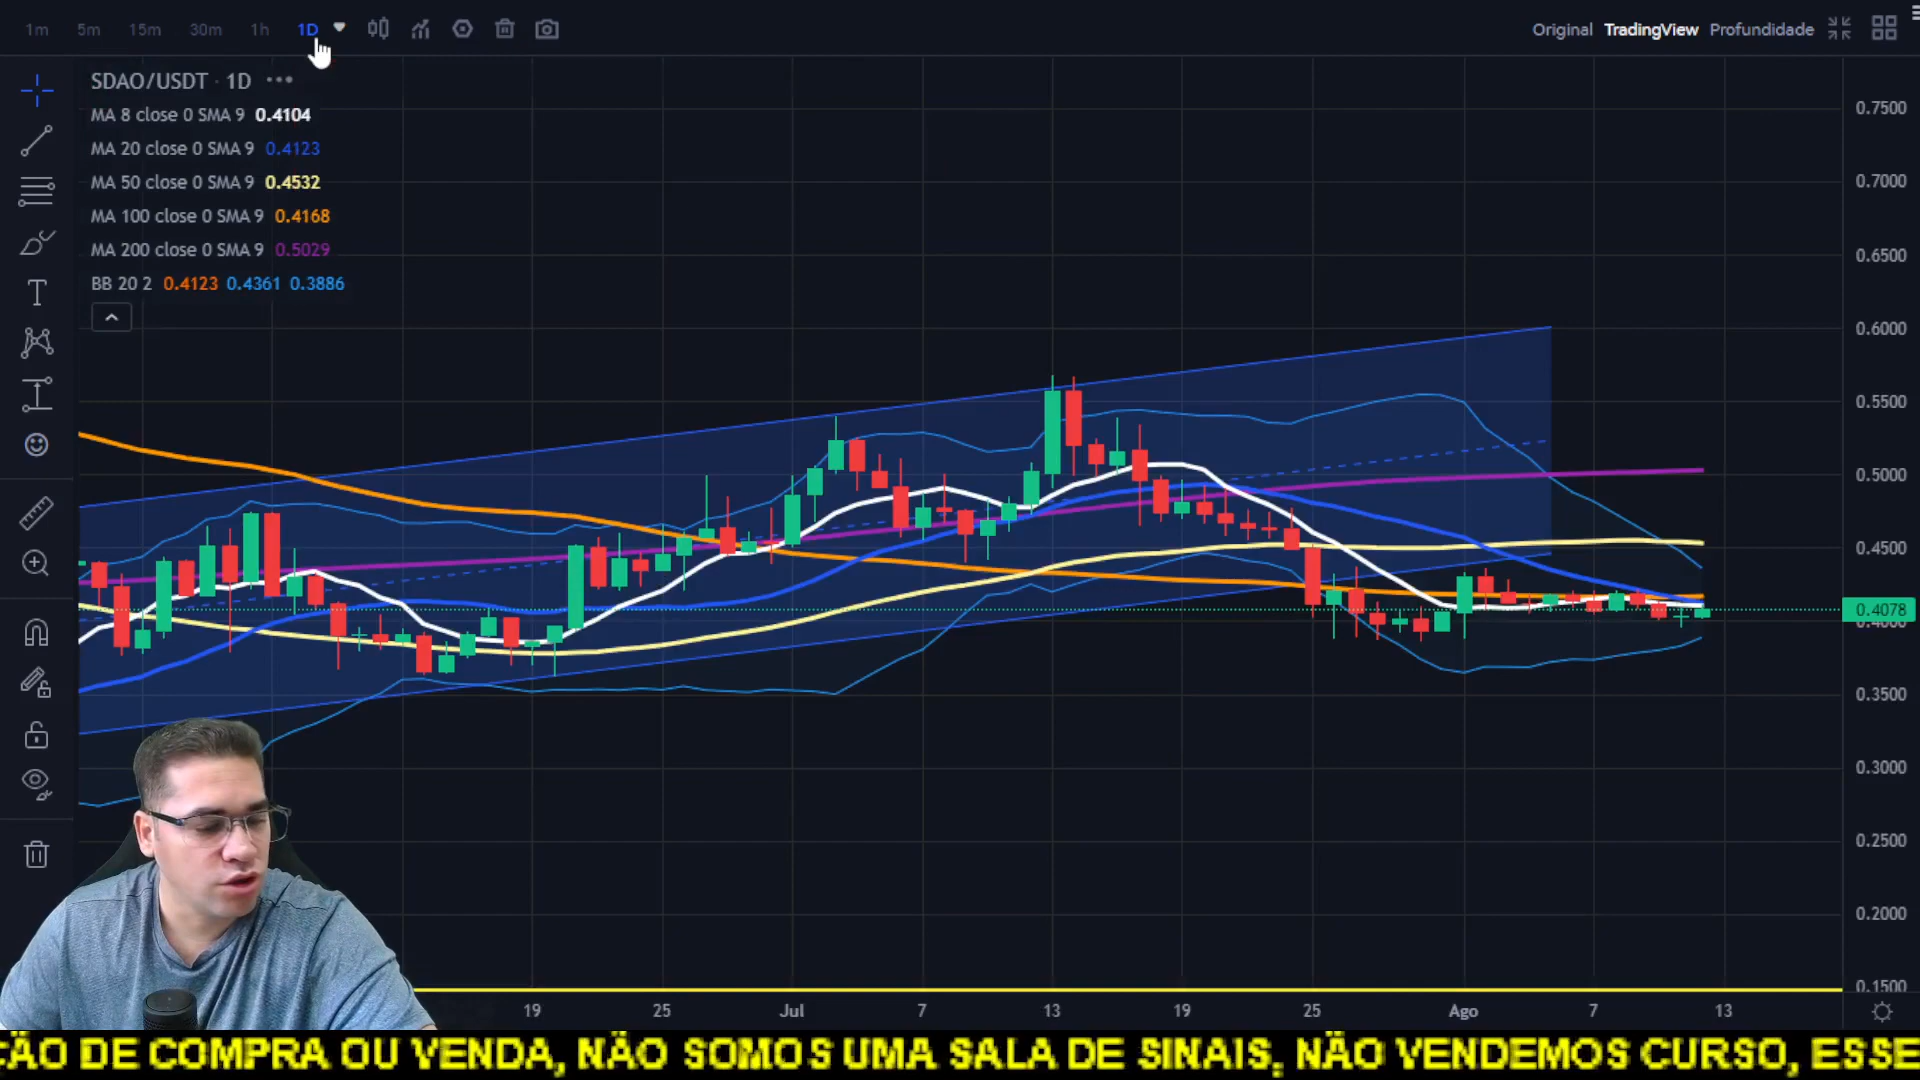 1m 5m 15m 30m 1h 1D
Original TradingView Profundidade
SDAO/USDT · 1D
MA 8 close 0 SMA 9 0.4104
MA 20 close 0 SMA 9 0.4123
MA 50 close 0 SMA 9 0.4532
MA 100 close 0 SMA 9 0.4168
MA 200 close 0 SMA 9 0.5029
BB 20 2 0.4123 0.4361 0.3886
0.7500
0.7000
0.6500
0.6000
0.5500
0.5000
0.4500
0.4078
0.4000
0.3500
0.3000
0.2500
0.2000
0.1500
19 25 Jul 7 13 19 25 Ago 7 13
ÇÃO DE COMPRA OU VENDA, NÃO SOMOS UMA SALA DE SINAIS, NÃO VENDEMOS CURSO, ESSE